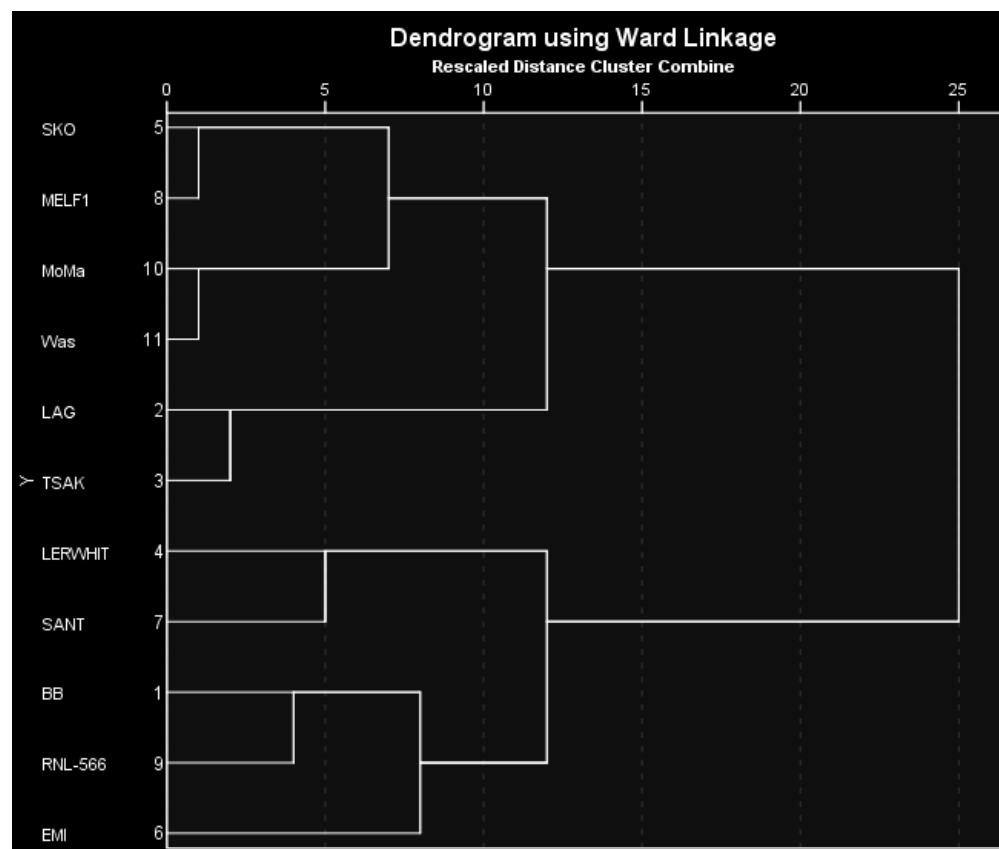 Dendrogram using Ward Linkage
Rescaled Distance Cluster Combine
0 5 10 15 20 25
SKO 5
MELF1 8
MoMa 10
Was 11
LAG 2
Y
TSAK 3
LERWHIT 4
SANT 7
BB 1
RNL-566 9
EMI 6